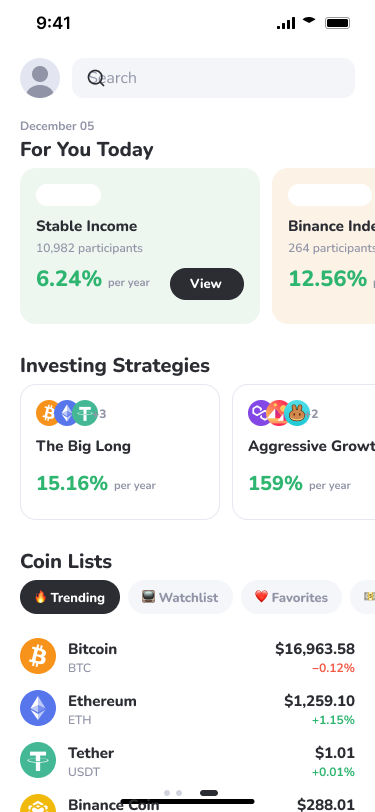 9:41
Search
December 05
For You Today
Stable Income
10,982 participants
6.24% per year
View
Binance Inde
264 participants
12.56%
Investing Strategies
+3
The Big Long
15.16% per year
+2
Aggressive Growt
159% per year
Coin Lists
Trending
Watchlist
Favorites
Bitcoin
$16,963.58
BTC
−0.12%
Ethereum
$1,259.10
ETH
+1.15%
Tether
$1.01
USDT
+0.01%
Binance Coin
$288.01